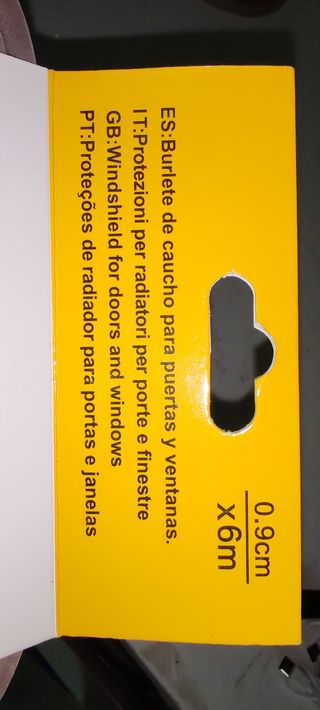 0.9cm
x6m
ES:Burlete de caucho para puertas y ventanas.
IT:Protezioni per radiatori per porte e finestre
GB:Windshield for doors and windows
PT:Proteções de radiador para portas e janelas